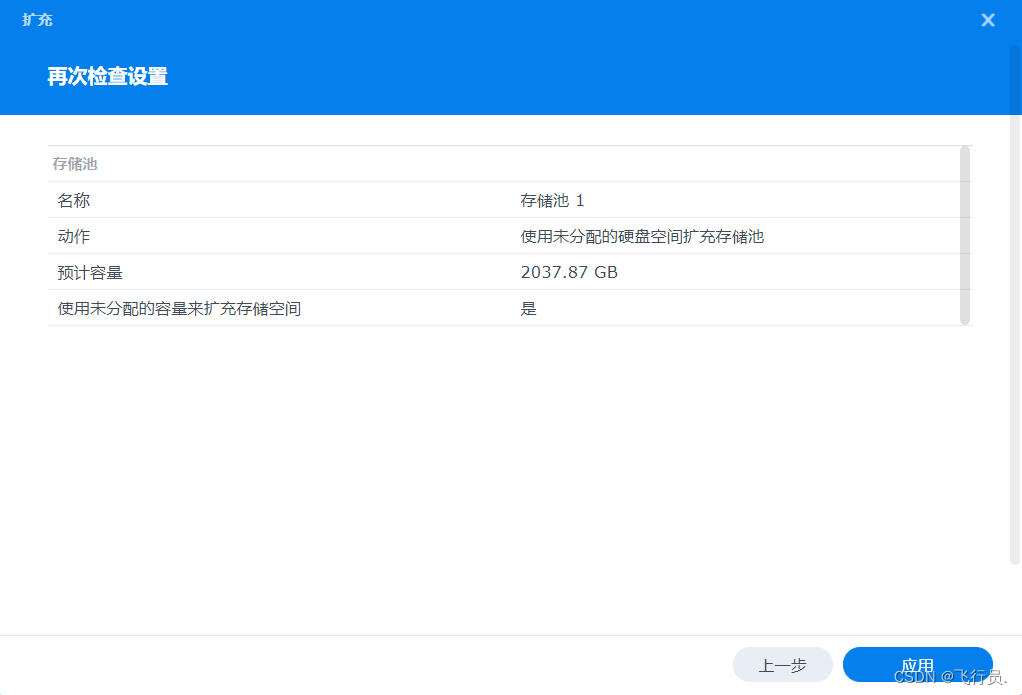 扩充
再次检查设置
存储池
名称 存储池 1
动作 使用未分配的硬盘空间扩充存储池
预计容量 2037.87 GB
使用未分配的容量来扩充存储空间 是
上一步 应用
CSDN @飞行员.